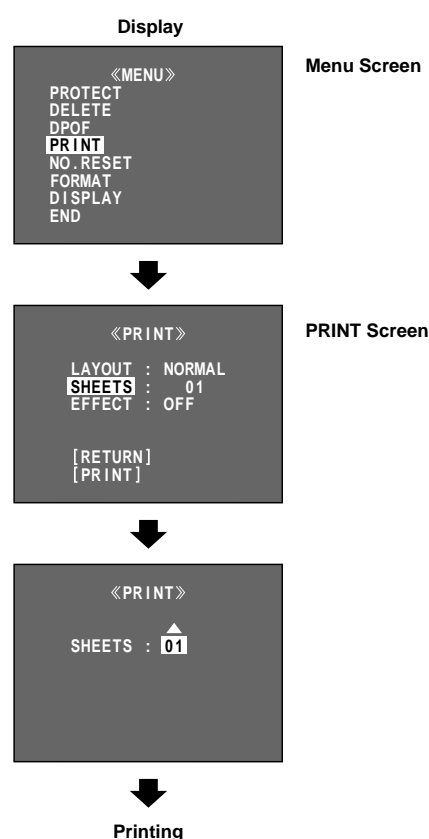 Display
《MENU》
Menu Screen
PROTECT
DELETE
DPOF
PRINT
NO.RESET
FORMAT
DISPLAY
END
《PRINT》
PRINT Screen
LAYOUT : NORMAL
SHEETS : 01
EFFECT : OFF
[RETURN]
[PRINT]
《PRINT》
SHEETS : 01
Printing